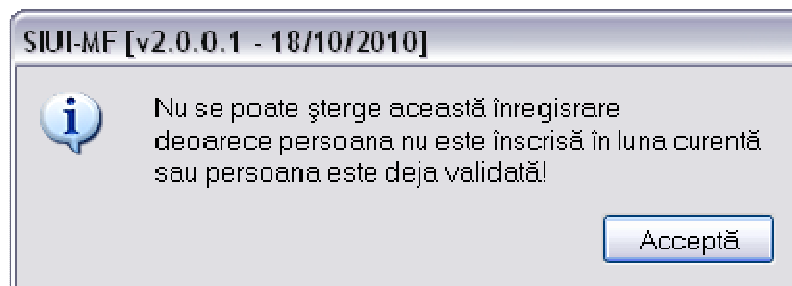 SIUI-MF [v2.0.0.1 - 18/10/2010]
Nu se poate şterge această înregisrare
deoarece persoana nu este înscrisă în luna curentă
sau persoana este deja validată!
Acceptă